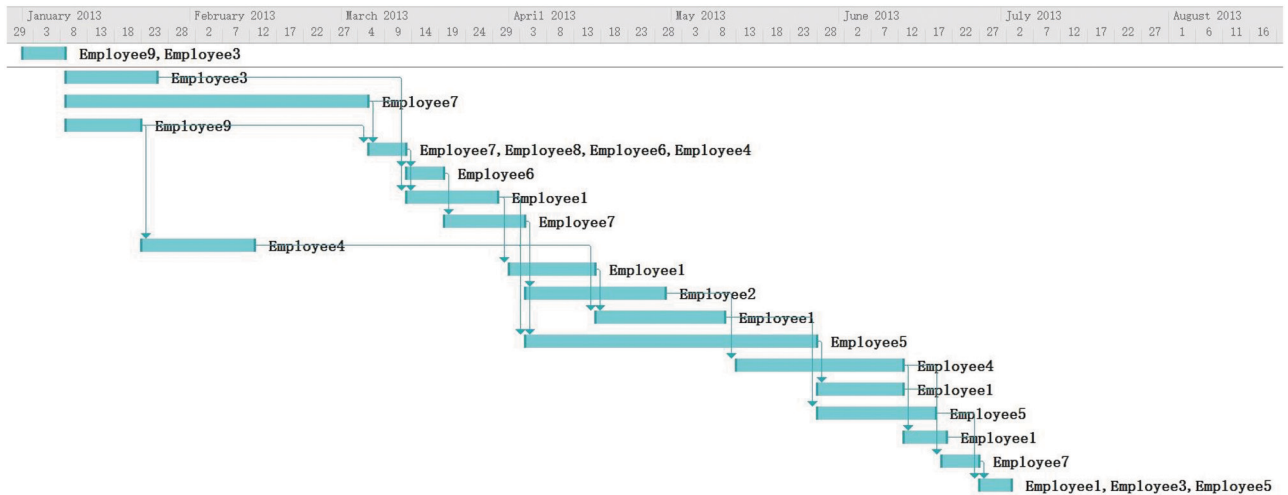 January 2013 February 2013 March 2013 April 2013 May 2013 June 2013 July 2013 August 2013
29 3 8 13 18 23 28 2 7 12 17 22 27 4 9 14 19 24 29 3 8 13 18 23 28 3 8 13 18 23 28 2 7 12 17 22 27 2 7 12 17 22 27 1 6 11 16
Employee9, Employee3
Employee3
Employee7
Employee9
Employee7, Employee8, Employee6, Employee4
Employee6
Employee1
Employee7
Employee4
Employee1
Employee2
Employee1
Employee5
Employee4
Employee1
Employee5
Employee1
Employee7
Employee1, Employee3, Employee5